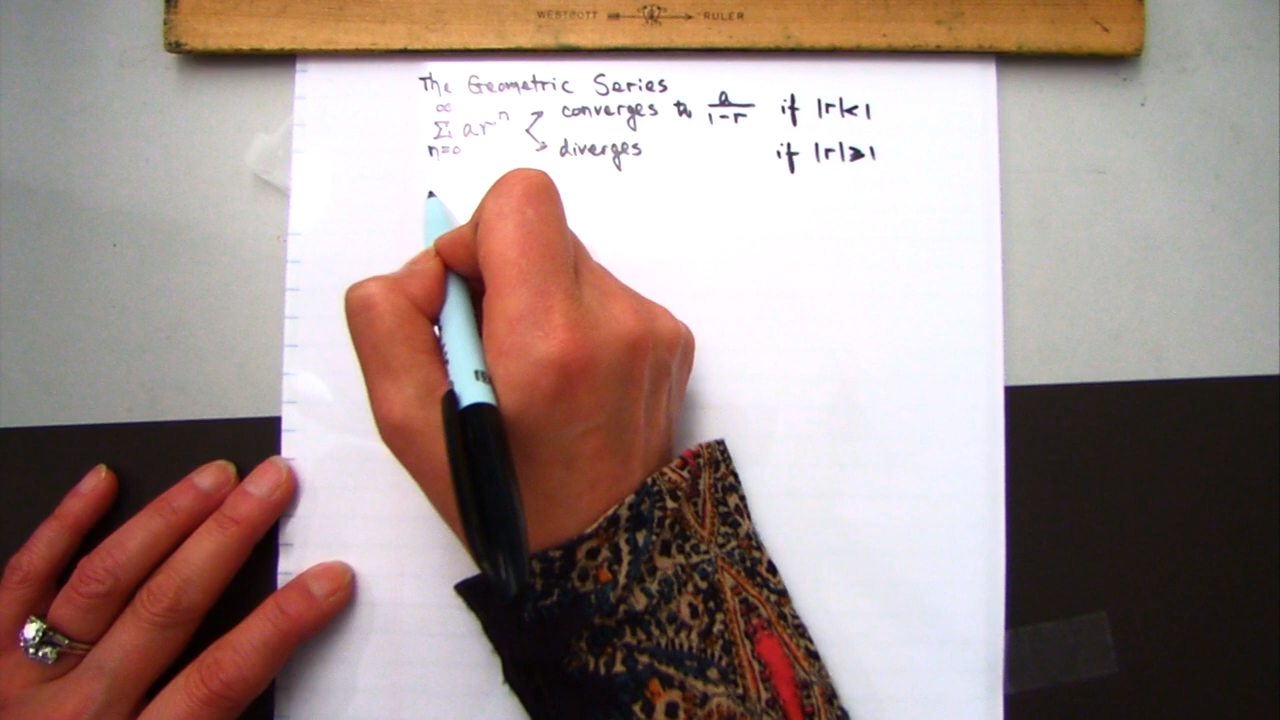 WESTCOTT RULER
The Geometric Series
∞
Σ arⁿ
n=0
converges to a/(1-r) if |r|<1
diverges if |r|≥1